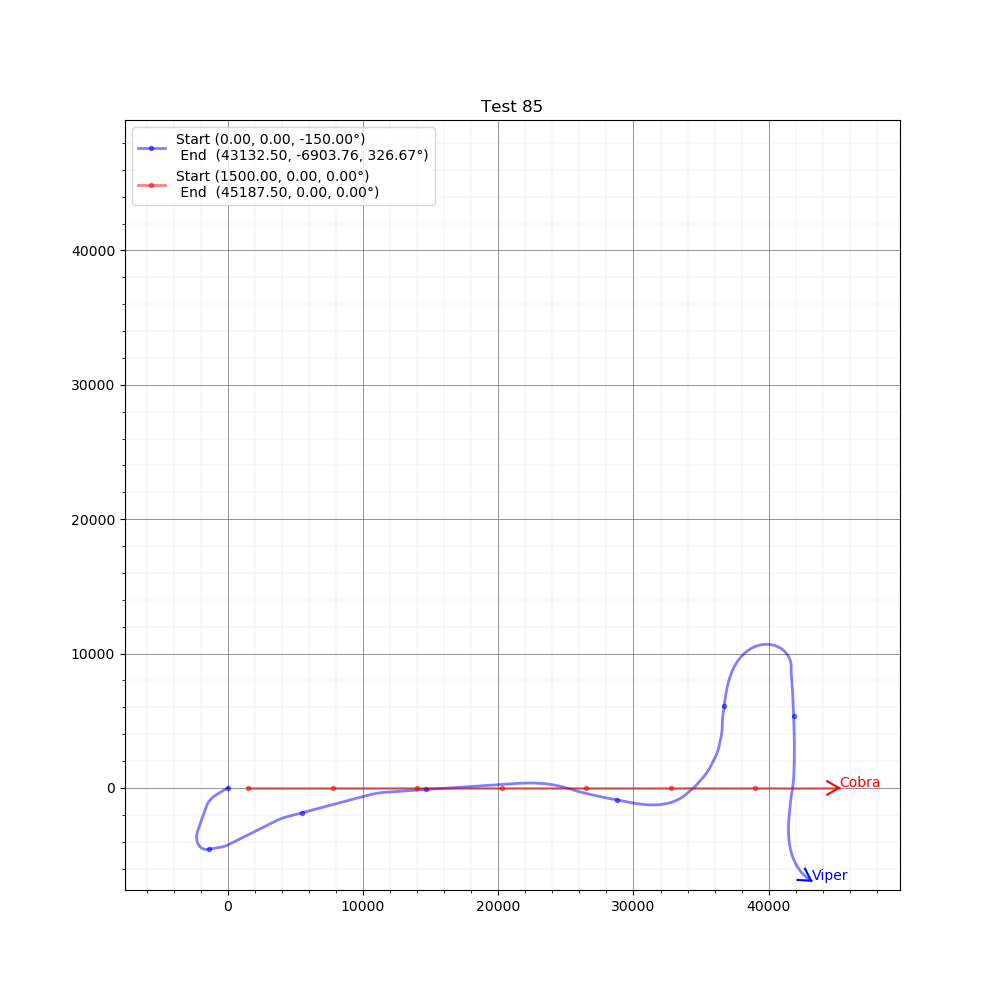 Test 85
Start (0.00, 0.00, -150.00°)
End (43132.50, -6903.76, 326.67°)
Start (1500.00, 0.00, 0.00°)
End (45187.50, 0.00, 0.00°)
40000
30000
20000
10000
0
Cobra
Viper
0 10000 20000 30000 40000